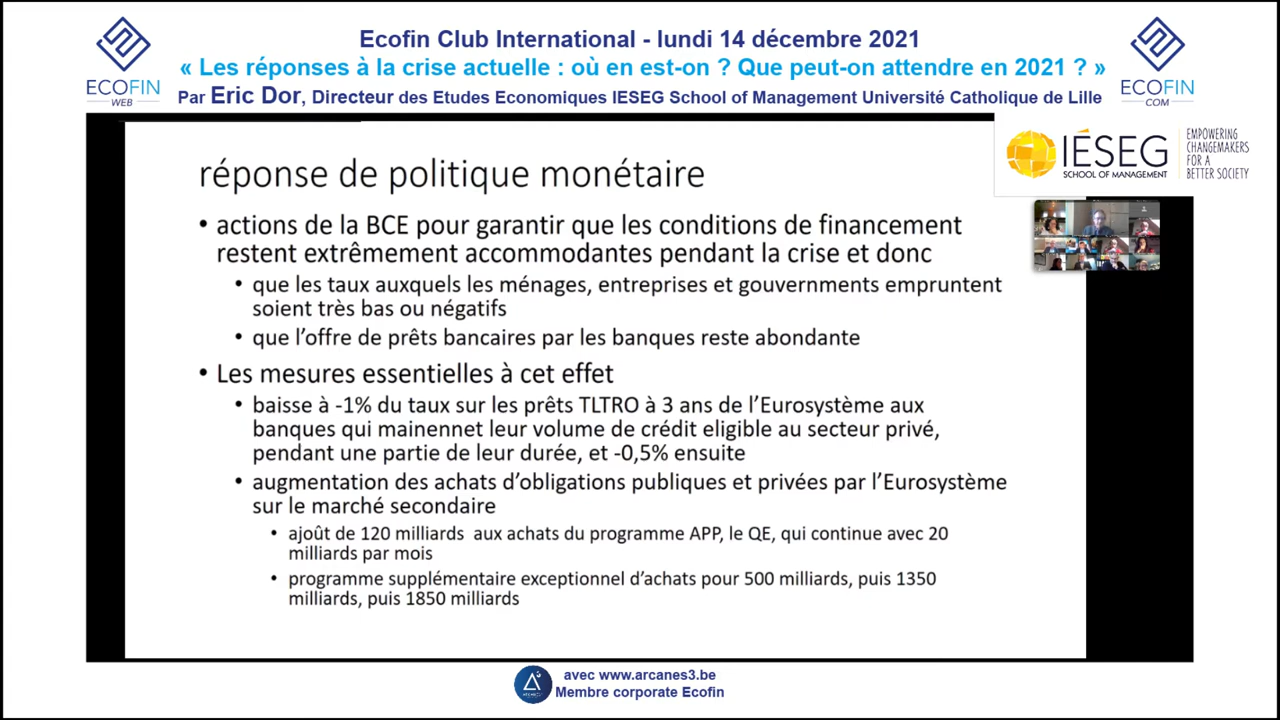 Ecofin Club International - lundi 14 décembre 2021
« Les réponses à la crise actuelle : où en est-on ? Que peut-on attendre en 2021 ? »
Par Eric Dor, Directeur des Etudes Economiques IESEG School of Management Université Catholique de Lille
ECOFIN
WEB
ECOFIN
COM
IÉSEG
SCHOOL OF MANAGEMENT
EMPOWERING
CHANGEMAKERS
FOR A
BETTER SOCIETY
réponse de politique monétaire
• actions de la BCE pour garantir que les conditions de financement
restent extrêmement accommodantes pendant la crise et donc
• que les taux auxquels les ménages, entreprises et gouvernements empruntent
soient très bas ou négatifs
• que l’offre de prêts bancaires par les banques reste abondante
• Les mesures essentielles à cet effet
• baisse à -1% du taux sur les prêts TLTRO à 3 ans de l’Eurosystème aux
banques qui mainennet leur volume de crédit eligible au secteur privé,
pendant une partie de leur durée, et -0,5% ensuite
• augmentation des achats d’obligations publiques et privées par l’Eurosystème
sur le marché secondaire
• ajoût de 120 milliards aux achats du programme APP, le QE, qui continue avec 20
milliards par mois
• programme supplémentaire exceptionnel d’achats pour 500 milliards, puis 1350
milliards, puis 1850 milliards
avec www.arcanes3.be
Membre corporate Ecofin